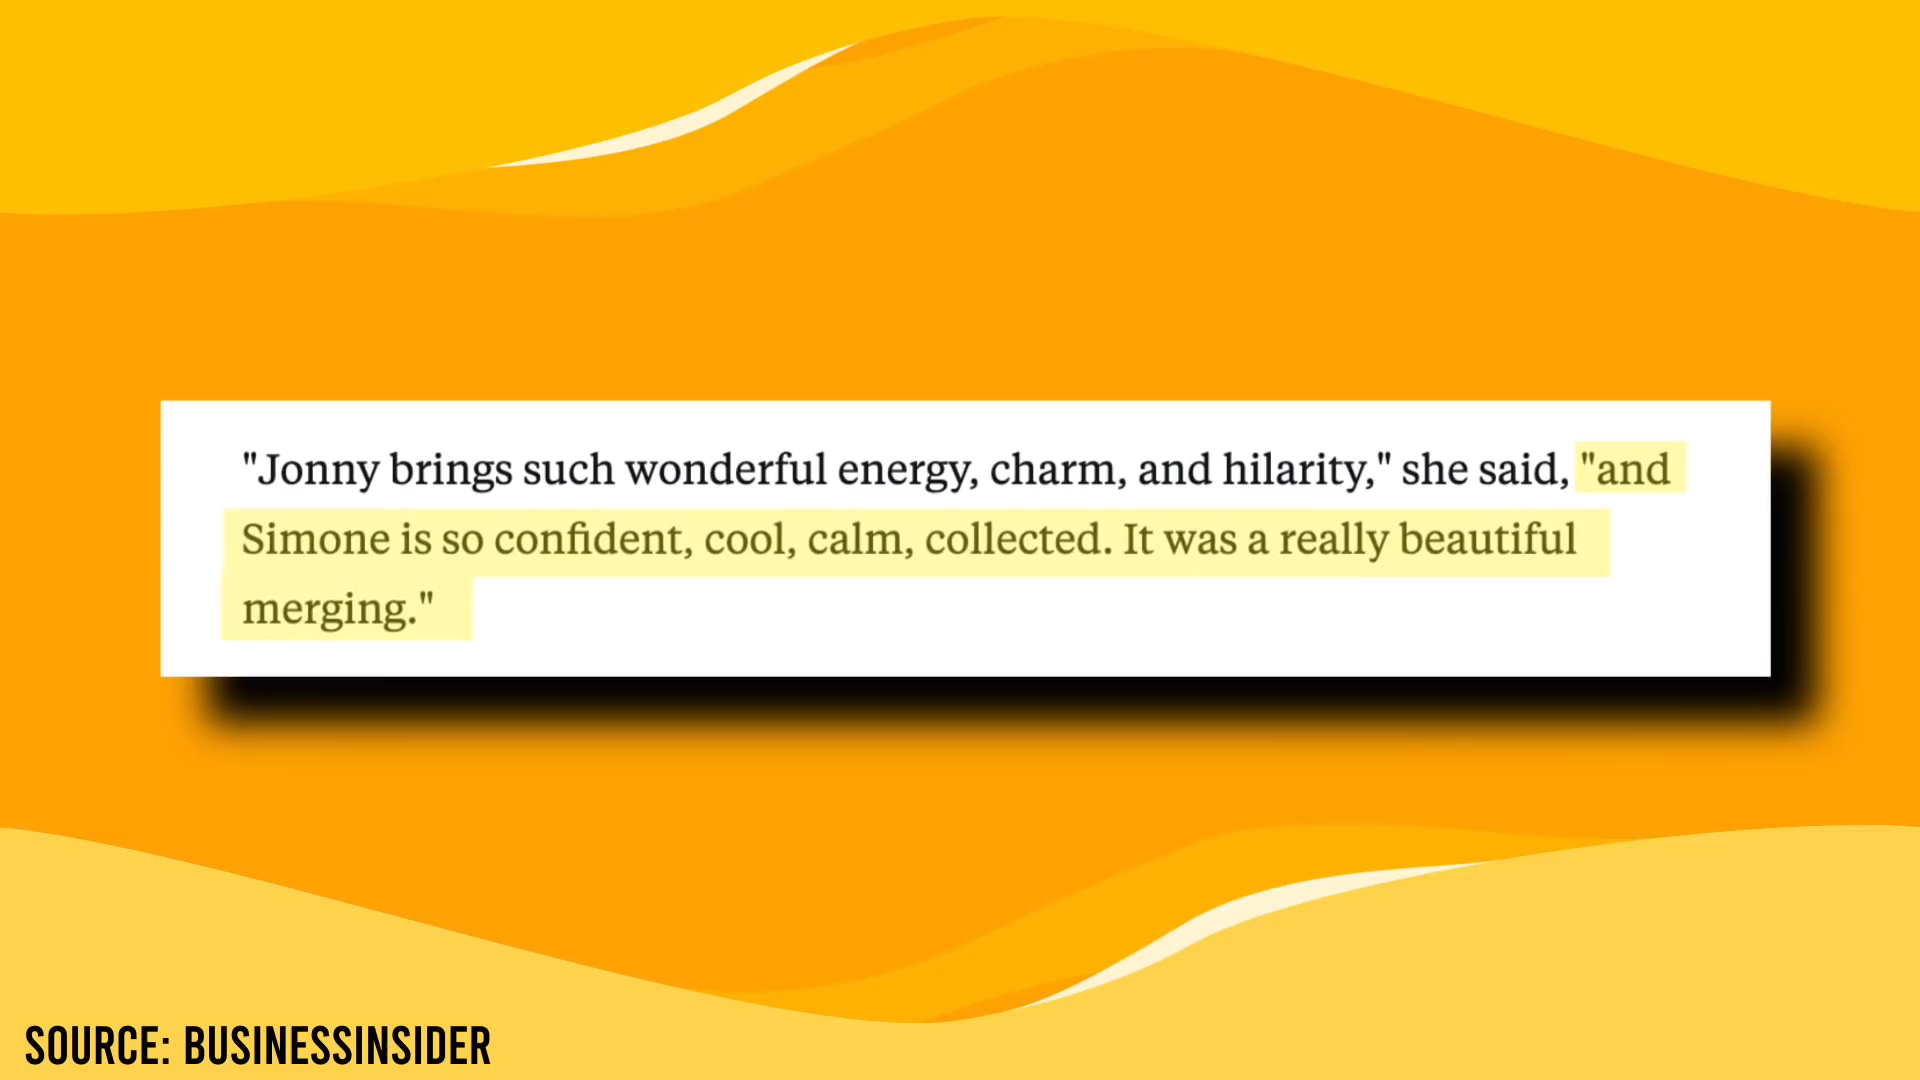 "Jonny brings such wonderful energy, charm, and hilarity," she said, "and
Simone is so confident, cool, calm, collected. It was a really beautiful
merging."
SOURCE: BUSINESSINSIDER